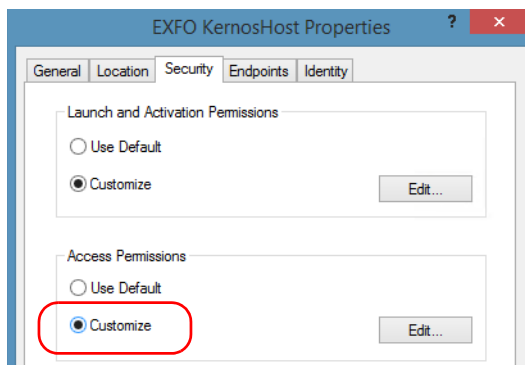 EXFO KernosHost Properties ? ×
General Location Security Endpoints Identity
Launch and Activation Permissions
Use Default
Customize
Edit...
Access Permissions
Use Default
Customize
Edit...